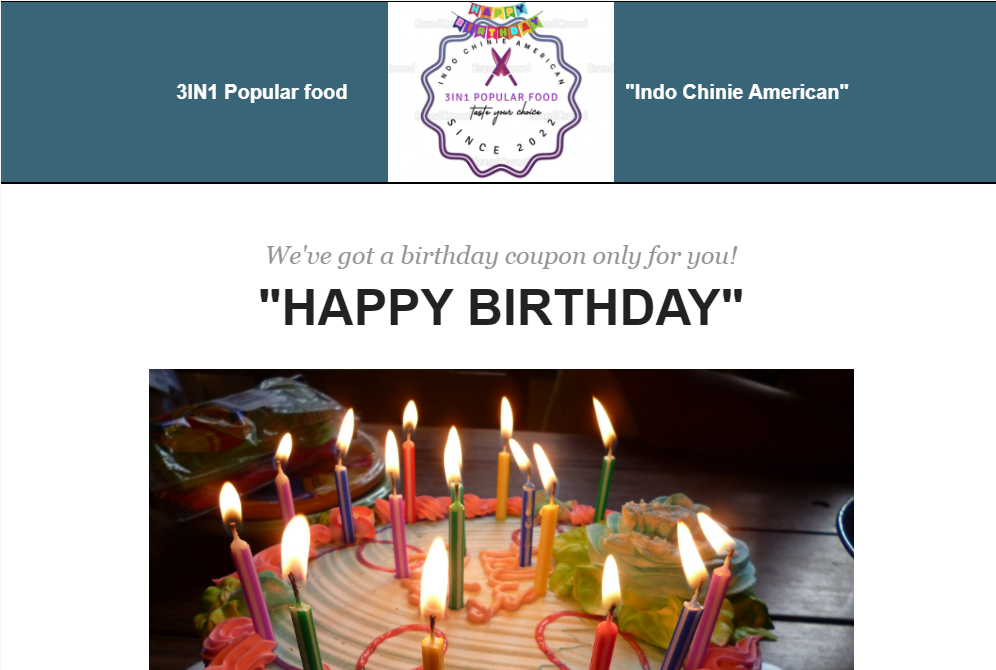 3IN1 Popular food
HAPPY
BIRTHDAY
INDO CHINIE AMERICAN
3IN1 POPULAR FOOD
taste your choice
SINCE 2022
"Indo Chinie American"
We've got a birthday coupon only for you!
"HAPPY BIRTHDAY"